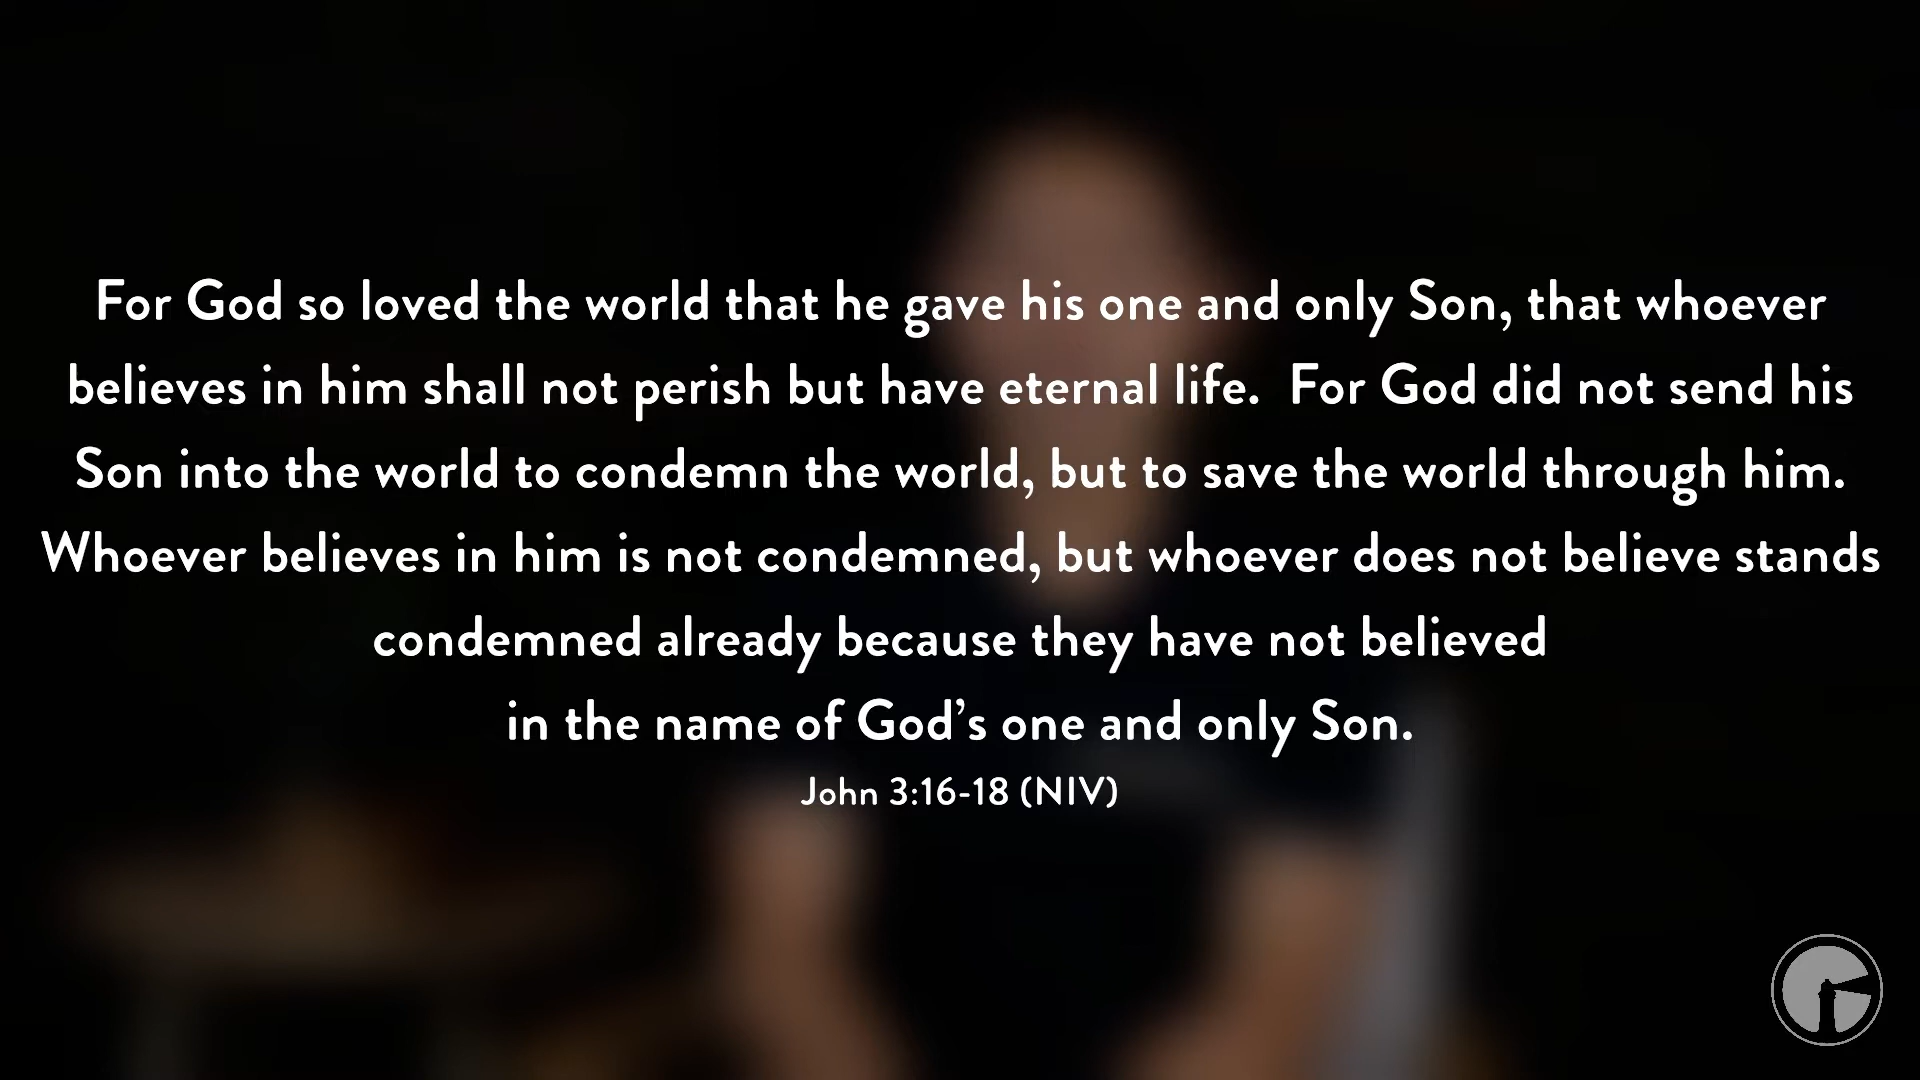 For God so loved the world that he gave his one and only Son, that whoever
believes in him shall not perish but have eternal life.  For God did not send his
Son into the world to condemn the world, but to save the world through him.
Whoever believes in him is not condemned, but whoever does not believe stands
condemned already because they have not believed
in the name of God’s one and only Son.
John 3:16-18 (NIV)